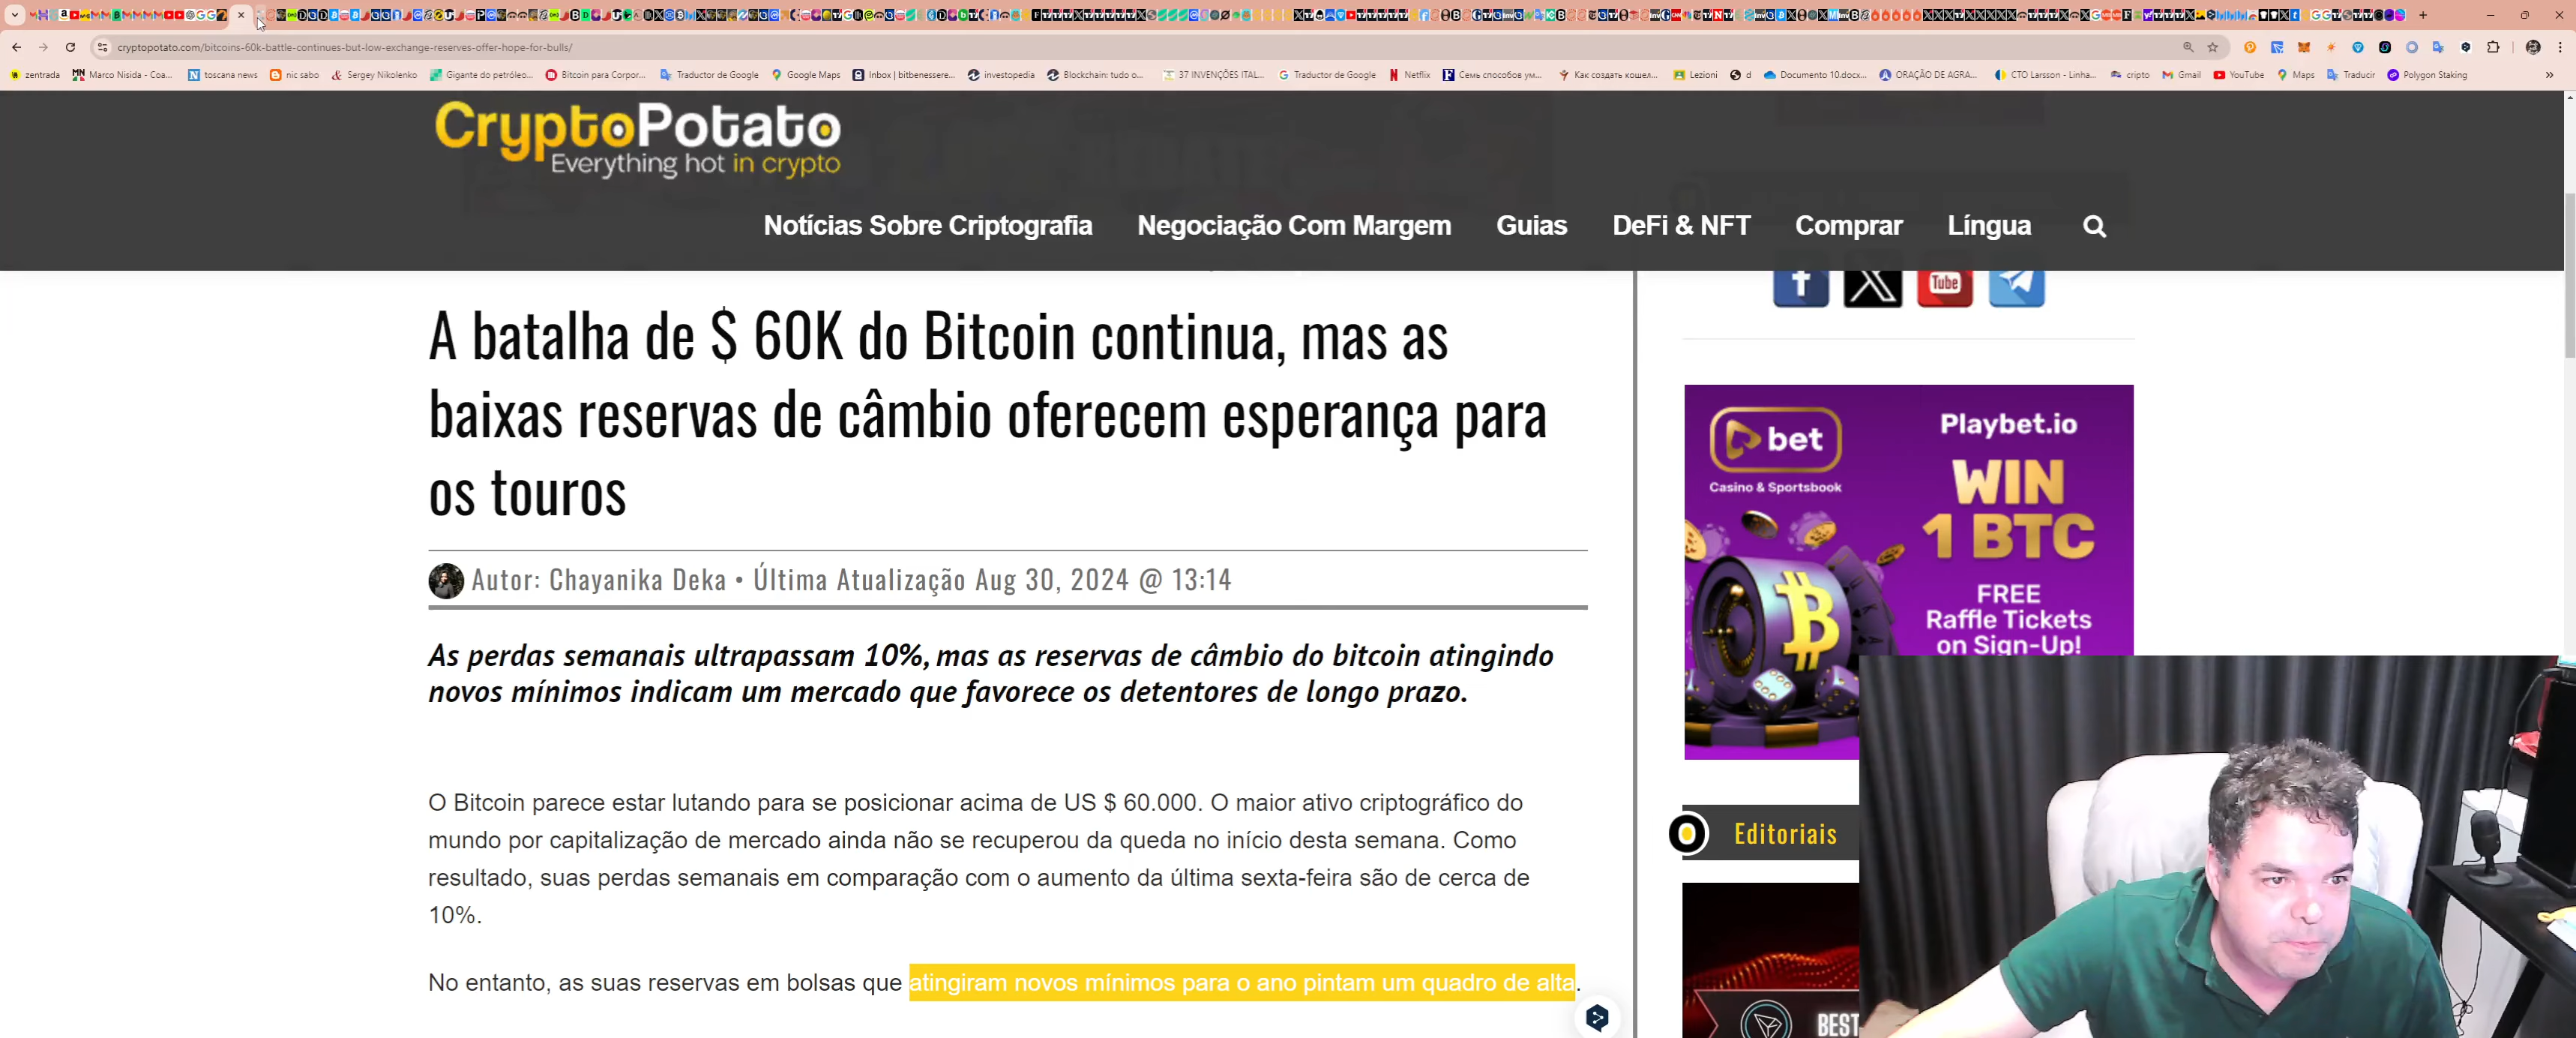 cryptopotato.com/bitcoins-60k-battle-continues-but-low-exchange-reserves-offer-hope-for-bulls/
zentrada
Marco Nisida - Coa...
toscana news
nic sabo
Sergey Nikolenko
Gigante do petróleo...
Bitcoin para Corpor...
Traductor de Google
Google Maps
Inbox | bitbenessere...
investopedia
Blockchain: tudo o...
37 INVENÇÕES ITAL...
Traductor de Google
Netflix
Семь способов ум...
Как создать кошел...
Lezioni
d
Documento 10.docx...
ORAÇÃO DE AGRA...
CTO Larsson - Linha...
cripto
Gmail
YouTube
Maps
Traducir
Polygon Staking
CryptoPotato
Everything hot in crypto
Notícias Sobre Criptografia
Negociação Com Margem
Guias
DeFi & NFT
Comprar
Língua
A batalha de $ 60K do Bitcoin continua, mas as
baixas reservas de câmbio oferecem esperança para
os touros
Autor: Chayanika Deka • Última Atualização Aug 30, 2024 @ 13:14
As perdas semanais ultrapassam 10%, mas as reservas de câmbio do bitcoin atingindo
novos mínimos indicam um mercado que favorece os detentores de longo prazo.
O Bitcoin parece estar lutando para se posicionar acima de US $ 60.000. O maior ativo criptográfico do
mundo por capitalização de mercado ainda não se recuperou da queda no início desta semana. Como
resultado, suas perdas semanais em comparação com o aumento da última sexta-feira são de cerca de
10%.
No entanto, as suas reservas em bolsas que atingiram novos mínimos para o ano pintam um quadro de alta.
Tube
bet
Casino & Sportsbook
Playbet.io
WIN
1 BTC
FREE
Raffle Tickets
on Sign-Up!
Editoriais
BEST